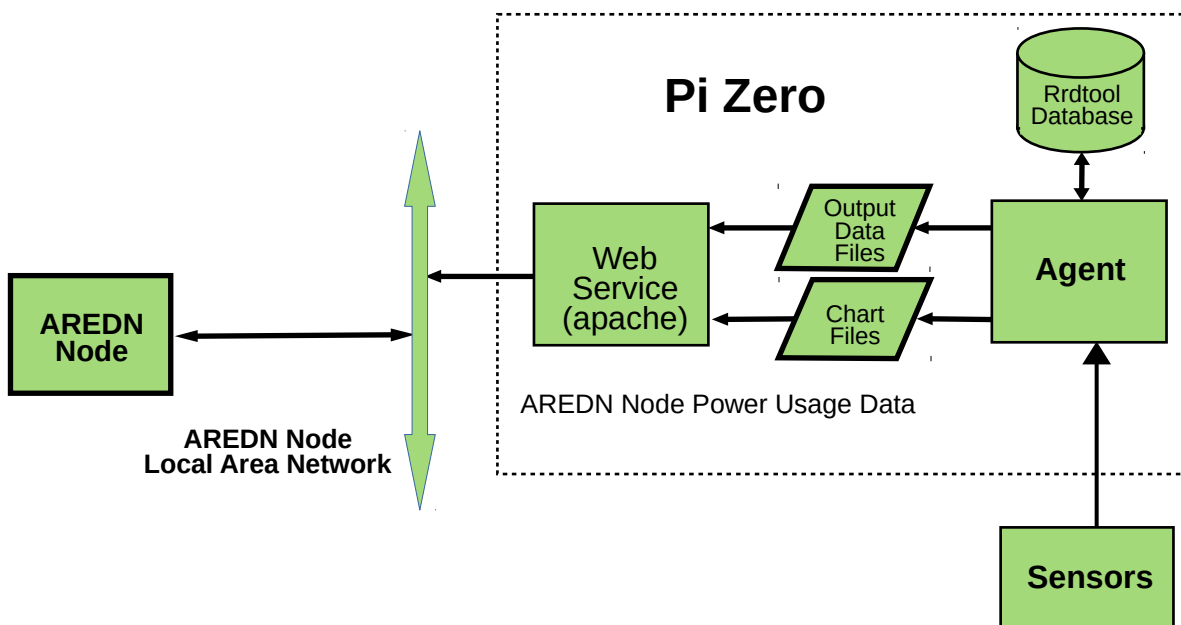 Pi Zero
Rrdtool
Database
Output
Data
Files
Web
Service
(apache)
Agent
Chart
Files
AREDN
Node
AREDN Node Power Usage Data
AREDN Node
Local Area Network
Sensors